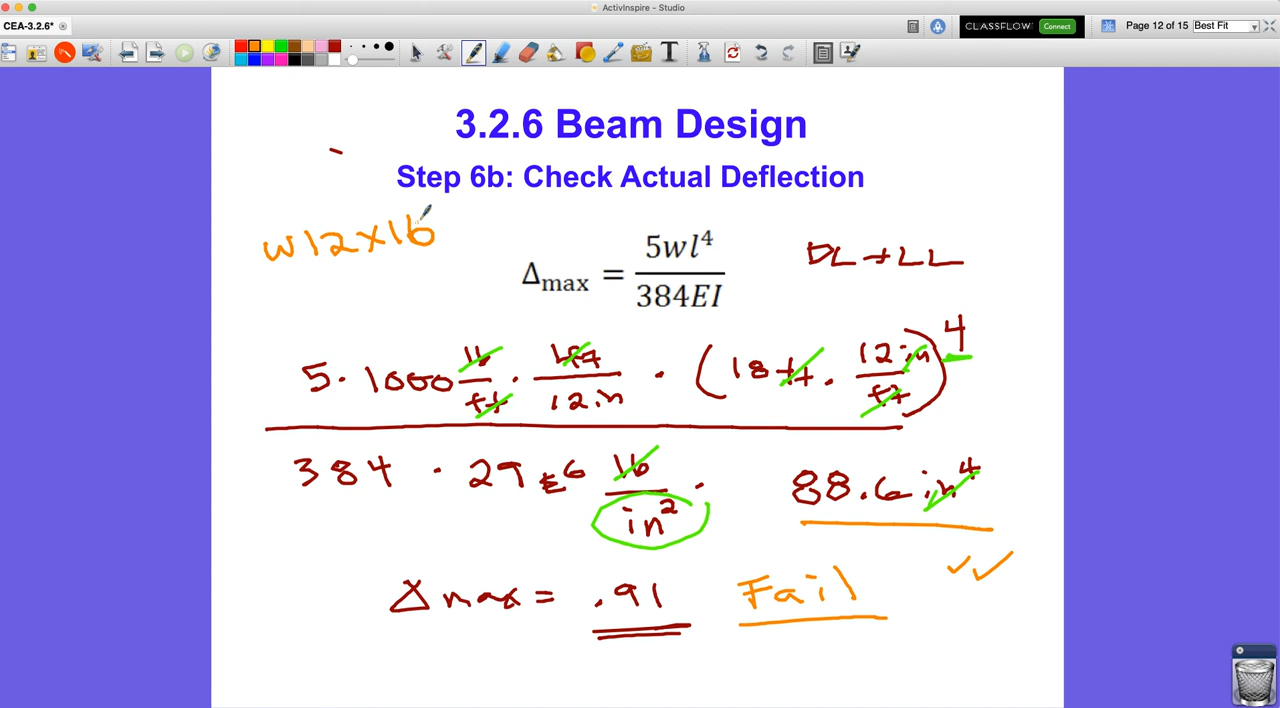 ActivInspire - Studio
CEA-3.2.6*
CLASSFLOW Connect
Page 12 of 15 Best Fit
3.2.6 Beam Design
Step 6b: Check Actual Deflection
W12x16
Δmax = 5wl⁴ / 384EI
DL + LL
5 · 1000 lb/ft · 1ft/12in · (18ft · 12in/ft)⁴
384 · 29E6 lb/in² · 88.6 in⁴
Δmax = .91 Fail